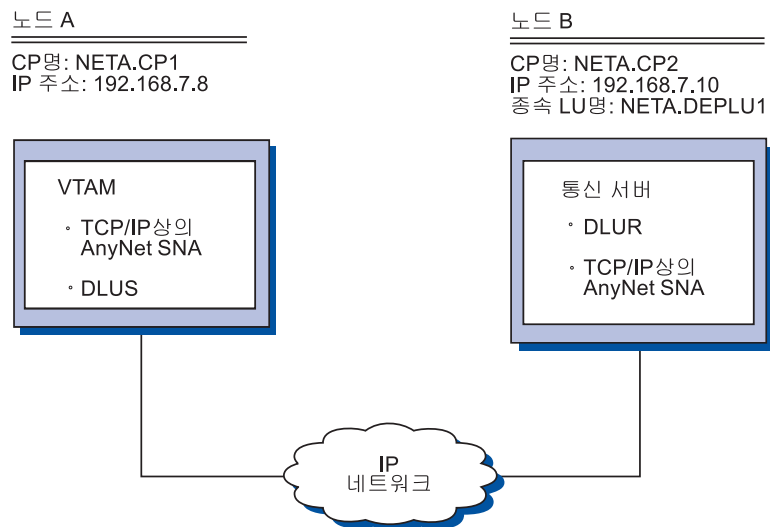 노드 A
CP명: NETA.CP1
IP 주소: 192.168.7.8
노드 B
CP명: NETA.CP2
IP 주소: 192.168.7.10
종속 LU명: NETA.DEPLU1
VTAM
◦ TCP/IP상의
AnyNet SNA
◦ DLUS
통신 서버
◦ DLUR
◦ TCP/IP상의
AnyNet SNA
IP
네트워크